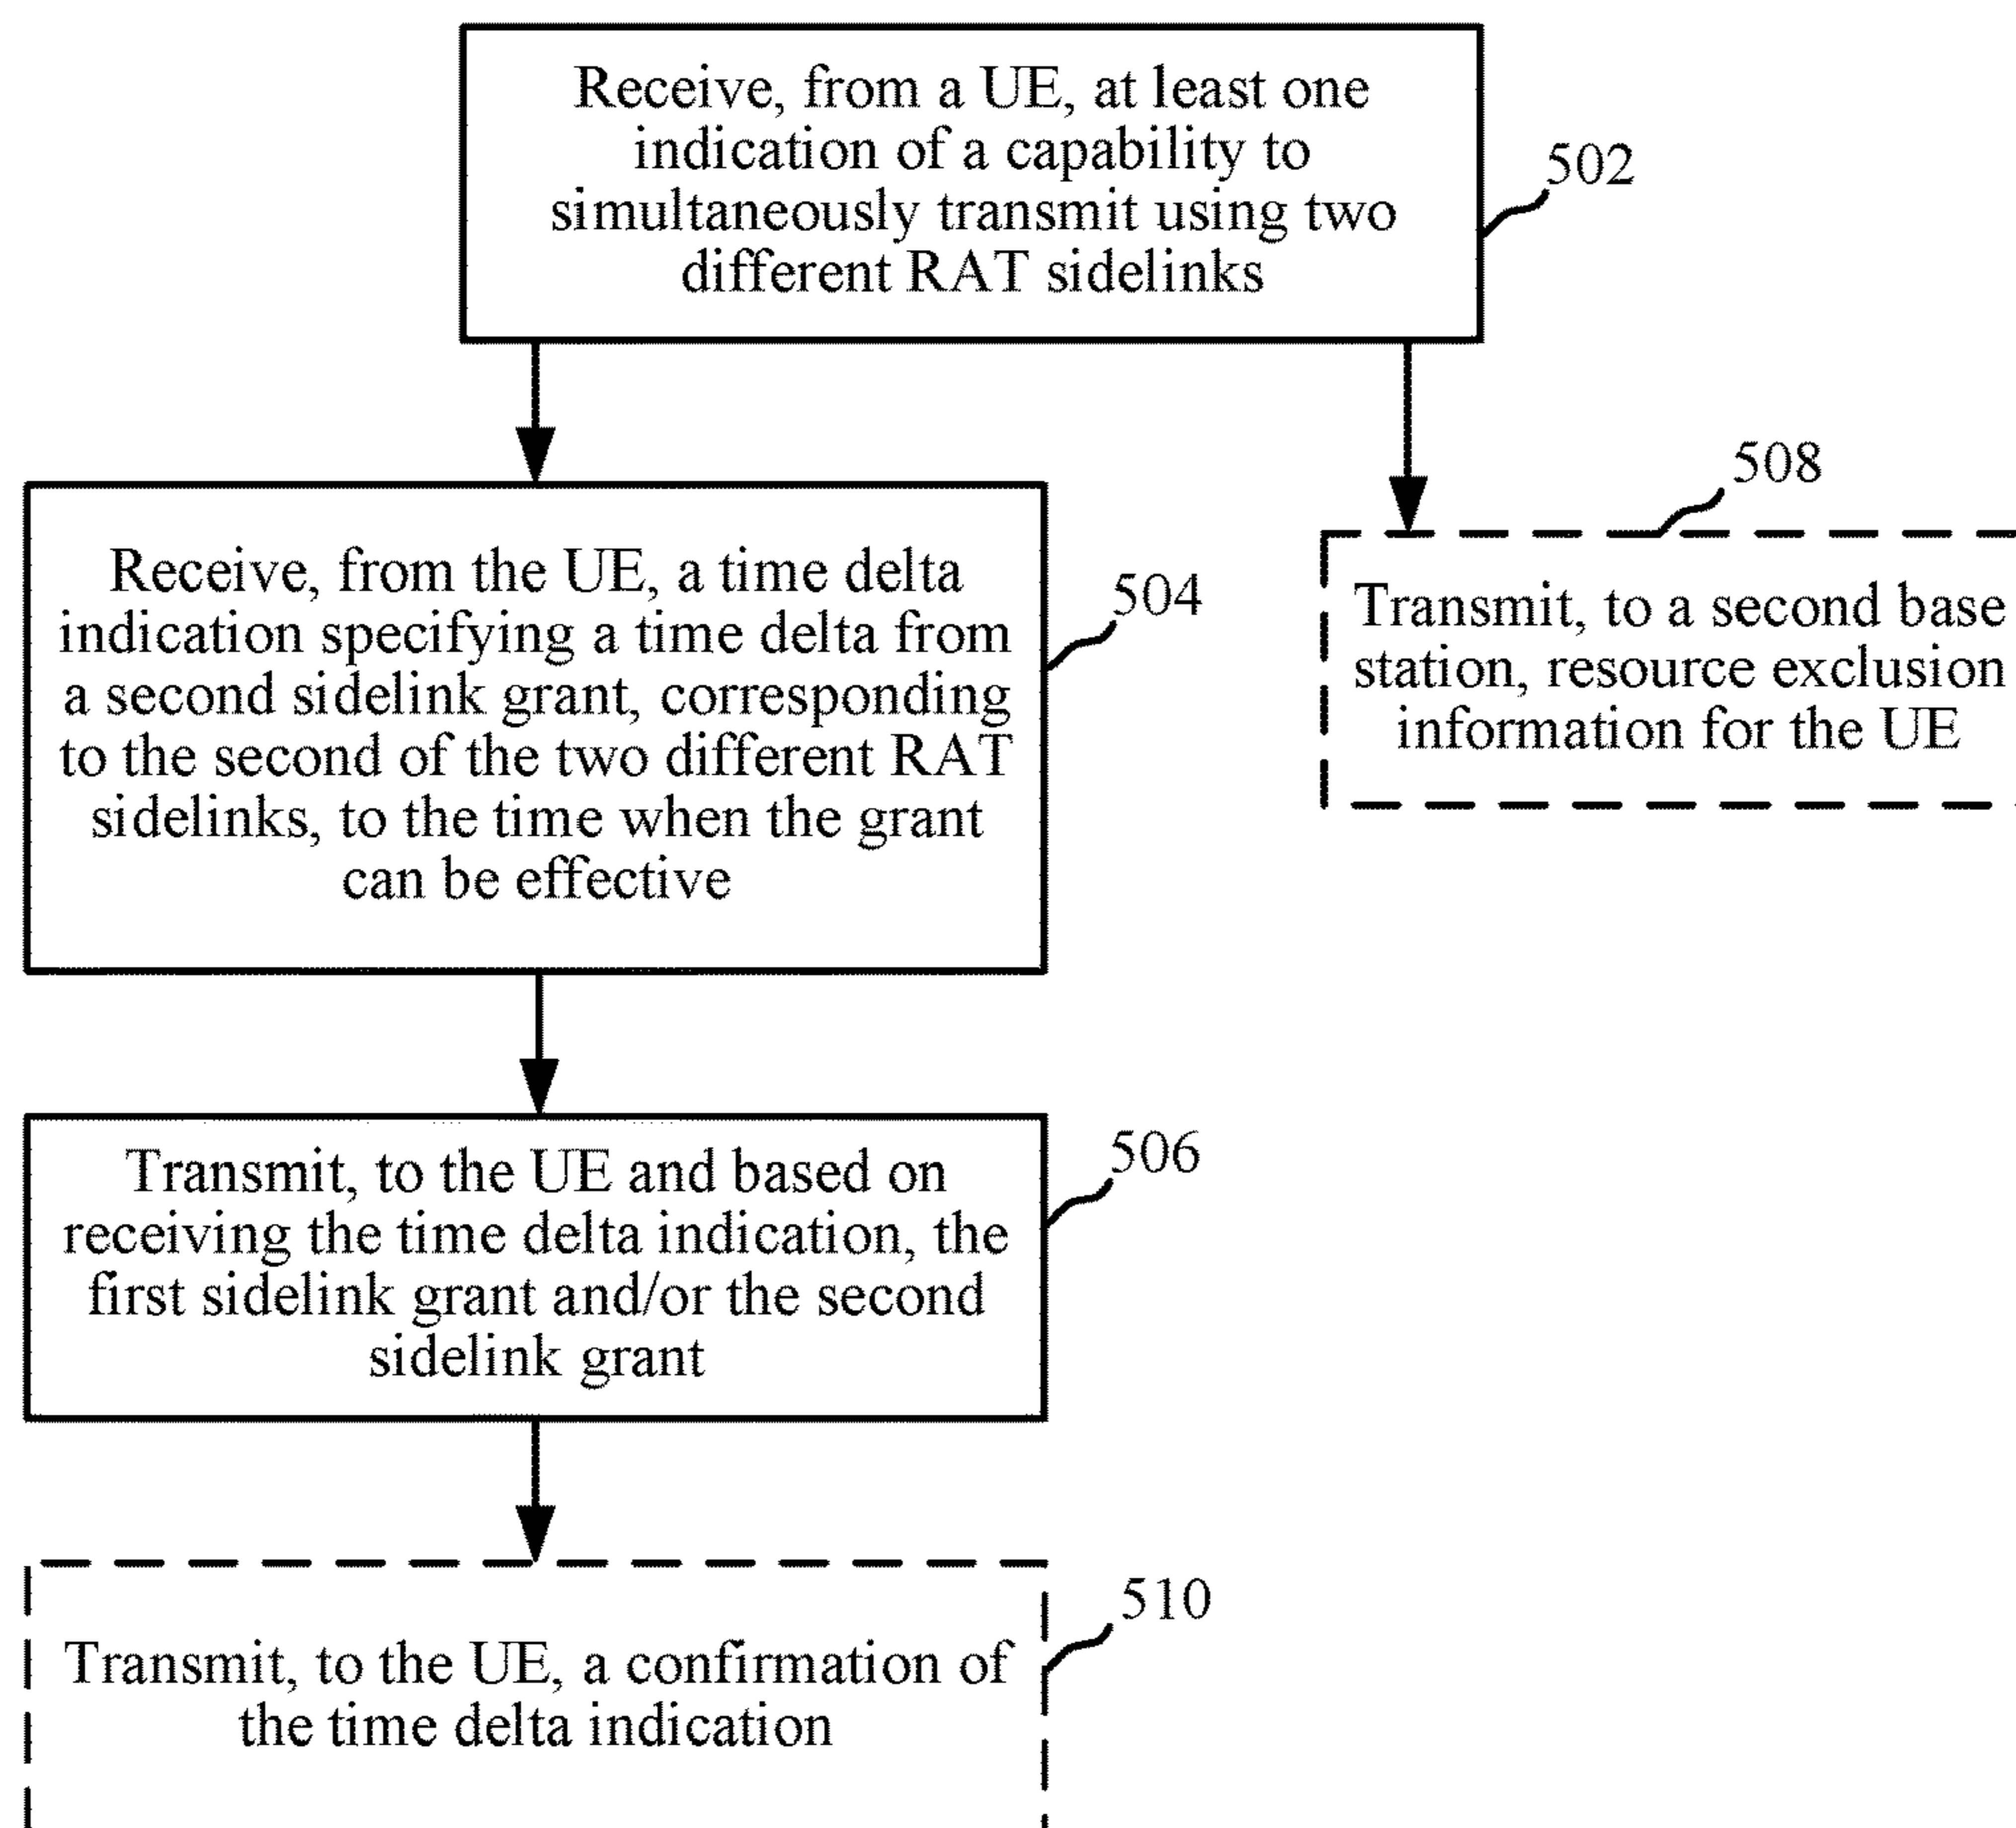 Receive, from a UE, at least one
indication of a capability to
simultaneously transmit using two
different RAT sidelinks
502
Receive, from the UE, a time delta
indication specifying a time delta from
a second sidelink grant, corresponding
to the second of the two different RAT
sidelinks, to the time when the grant
can be effective
504
508
Transmit, to a second base
station, resource exclusion
information for the UE
Transmit, to the UE and based on
receiving the time delta indication, the
first sidelink grant and/or the second
sidelink grant
506
Transmit, to the UE, a confirmation of
the time delta indication
510